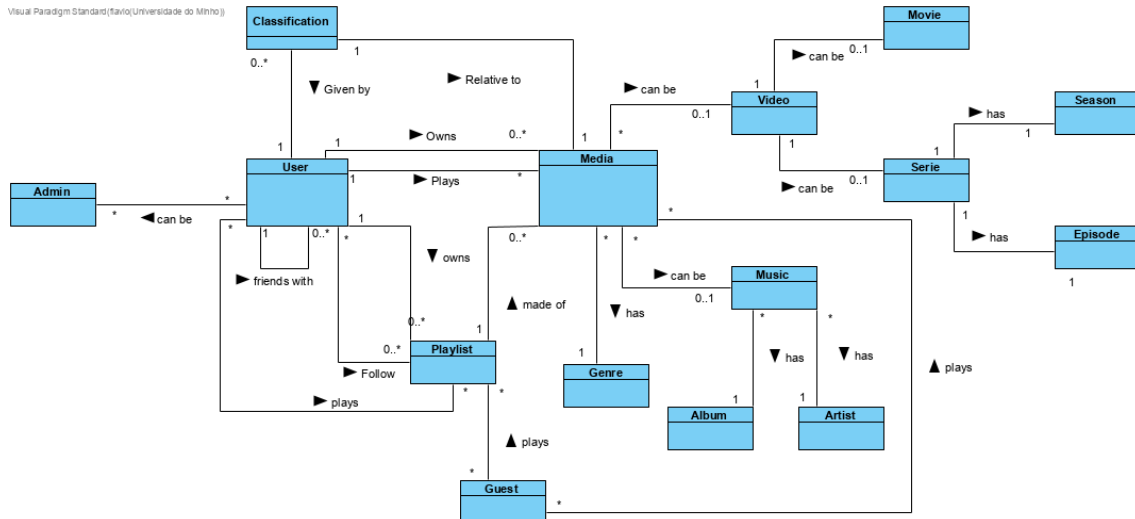 Visual Paradigm Standard(flavio(Universidade do Minho))
Classification
Movie
1
1
0..1
can be
0..*
Given by
Relative to
can be
1
Video
Season
*
0..1
has
1
1
Owns
0..*
1
1
1
1
User
Media
Serie
can be
0..1
Admin
1
Plays
*
can be
*
*
*
1
0..*
*
1
0..*
*
*
*
1
has
Episode
friends with
owns
can be
Music
1
0..1
made of
has
0..*
1
*
*
0..*
Playlist
has
has
Follow
1
Genre
plays
plays
*
*
1
1
Album
Artist
plays
*
Guest
*